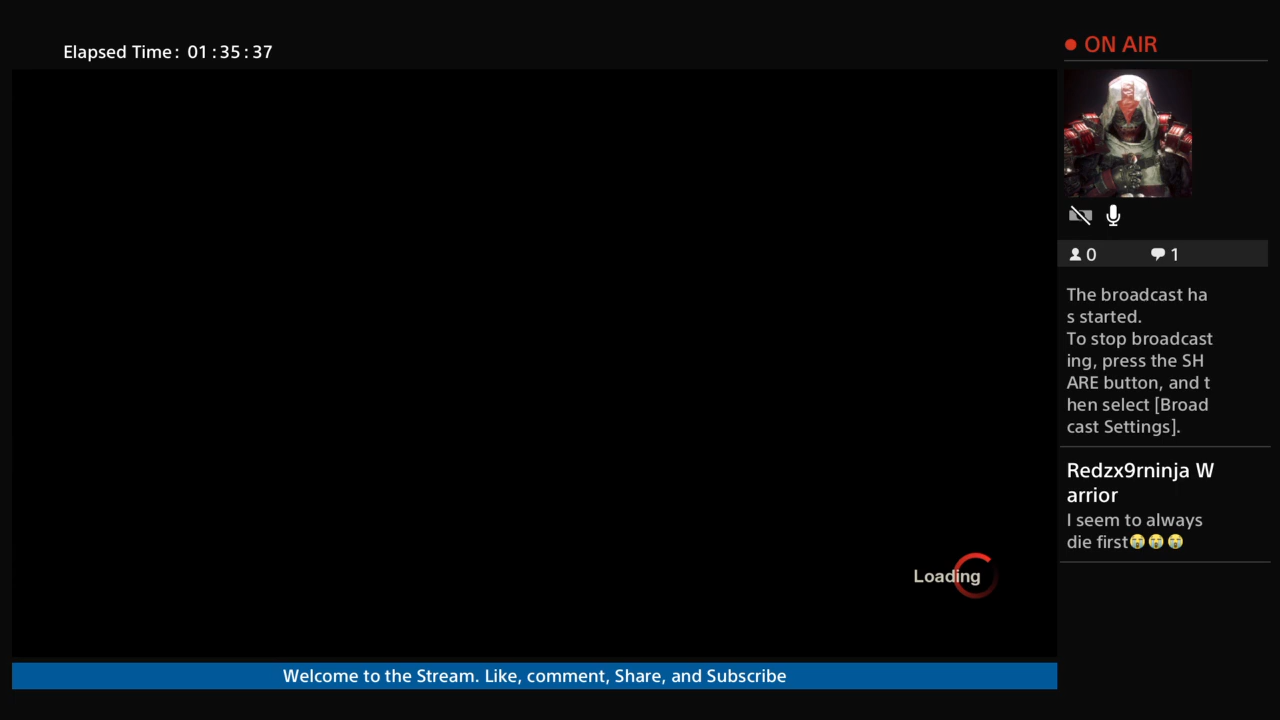 Elapsed Time: 01:35:37
ON AIR
0 1
The broadcast ha
s started.
To stop broadcast
ing, press the SH
ARE button, and t
hen select [Broad
cast Settings].
Redzx9rninja W
arrior
I seem to always
die first😭😭😭
Loading
Welcome to the Stream. Like, comment, Share, and Subscribe